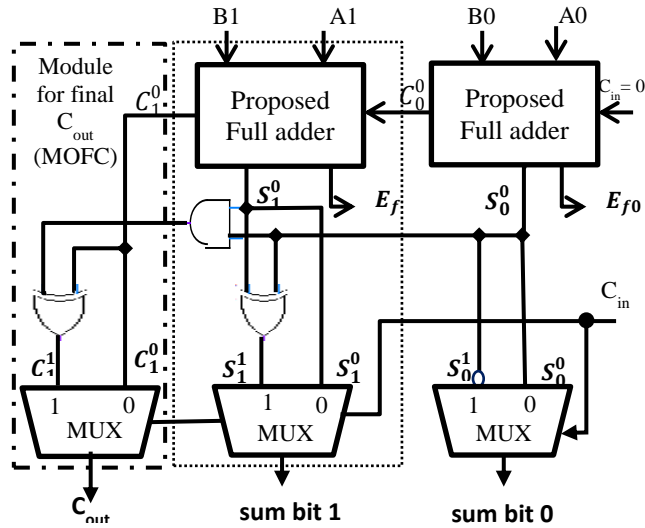 B1
A1
B0
A0
Module
for final
C_out
(MOFC)
C_1^0
Proposed
Full adder
C_0^0
Proposed
Full adder
C_in = 0
S_1^0
E_f
S_0^0
E_f0
C_in
C_1^1
C_1^0
S_1^1
S_1^0
S_0^1
S_0^0
1
0
MUX
1
0
MUX
1
0
MUX
C_out
sum bit 1
sum bit 0